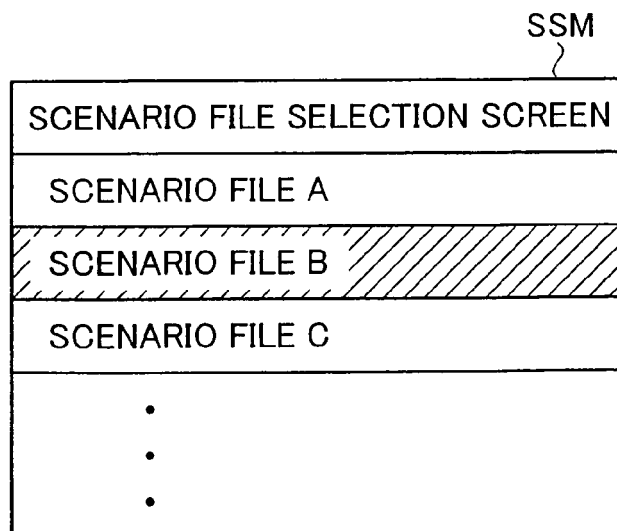 SSM
SCENARIO FILE SELECTION SCREEN
SCENARIO FILE A
SCENARIO FILE B
SCENARIO FILE C